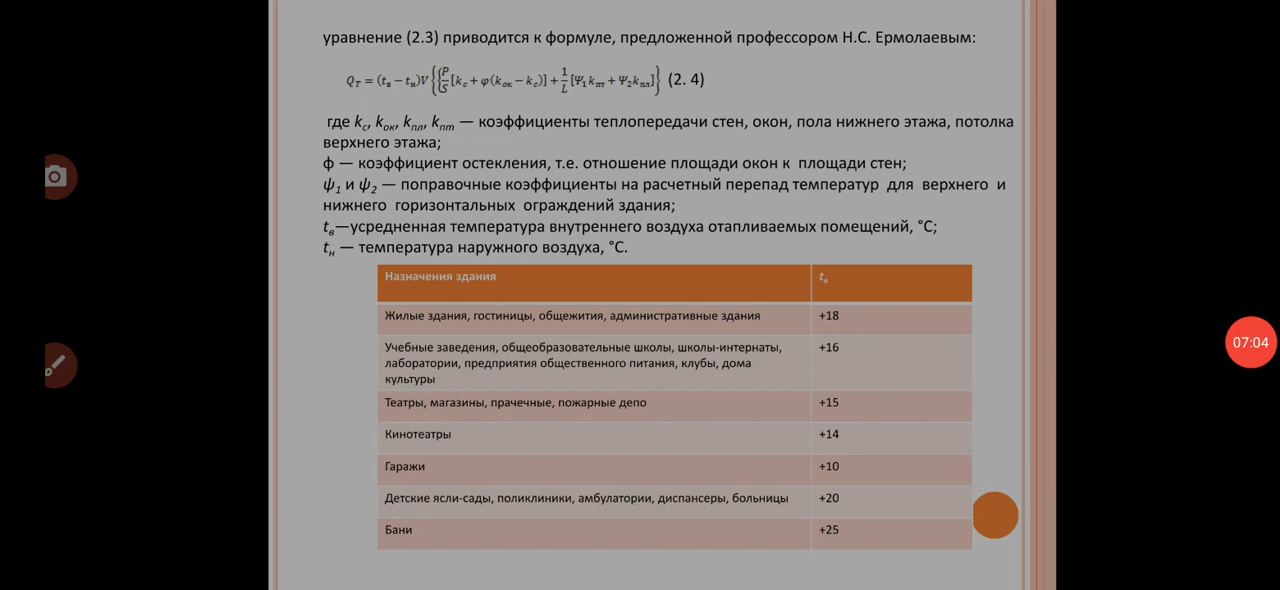 уравнение (2.3) приводится к формуле, предложенной профессором Н.С. Ермолаевым:
Q_T = (t_в − t_н)V{{P/S[k_c + φ(k_ок − k_c)] + 1/L[Ψ_1k_пт + Ψ_2k_пл]} (2. 4)
где k_c, k_ок, k_пл, k_пт — коэффициенты теплопередачи стен, окон, пола нижнего этажа, потолка
верхнего этажа;
ф — коэффициент остекления, т.е. отношение площади окон к площади стен;
ψ_1 и ψ_2 — поправочные коэффициенты на расчетный перепад температур для верхнего и
нижнего горизонтальных ограждений здания;
t_в—усредненная температура внутреннего воздуха отапливаемых помещений, °С;
t_н — температура наружного воздуха, °С.
Назначения здания t_в
Жилые здания, гостиницы, общежития, административные здания +18
Учебные заведения, общеобразовательные школы, школы-интернаты, +16
лаборатории, предприятия общественного питания, клубы, дома
культуры
Театры, магазины, прачечные, пожарные депо +15
Кинотеатры +14
Гаражи +10
Детские ясли-сады, поликлиники, амбулатории, диспансеры, больницы +20
Бани +25
07:04